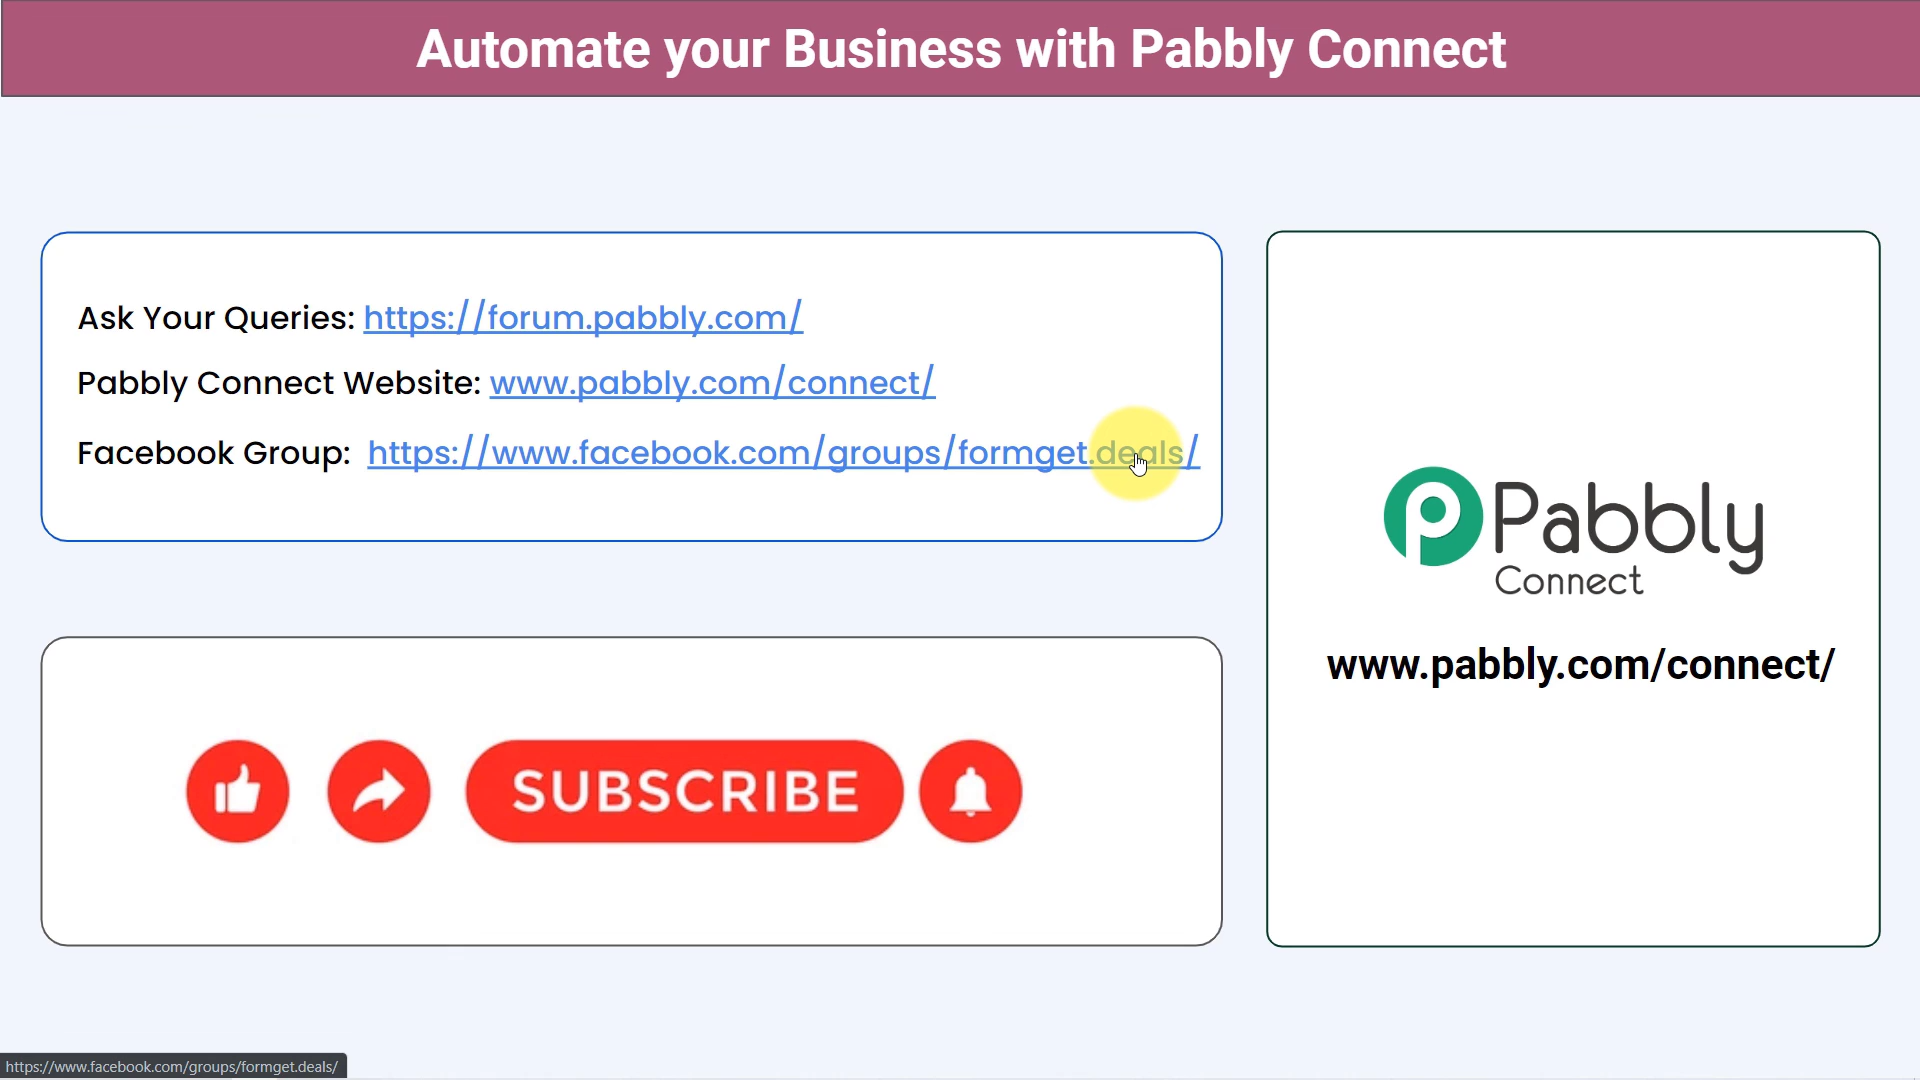 Automate your Business with Pabbly Connect
Ask Your Queries: https://forum.pabbly.com/
Pabbly Connect Website: www.pabbly.com/connect/
Facebook Group: https://www.facebook.com/groups/formget.deals/
Pabbly
Connect
www.pabbly.com/connect/
SUBSCRIBE
https://www.facebook.com/groups/formget.deals/